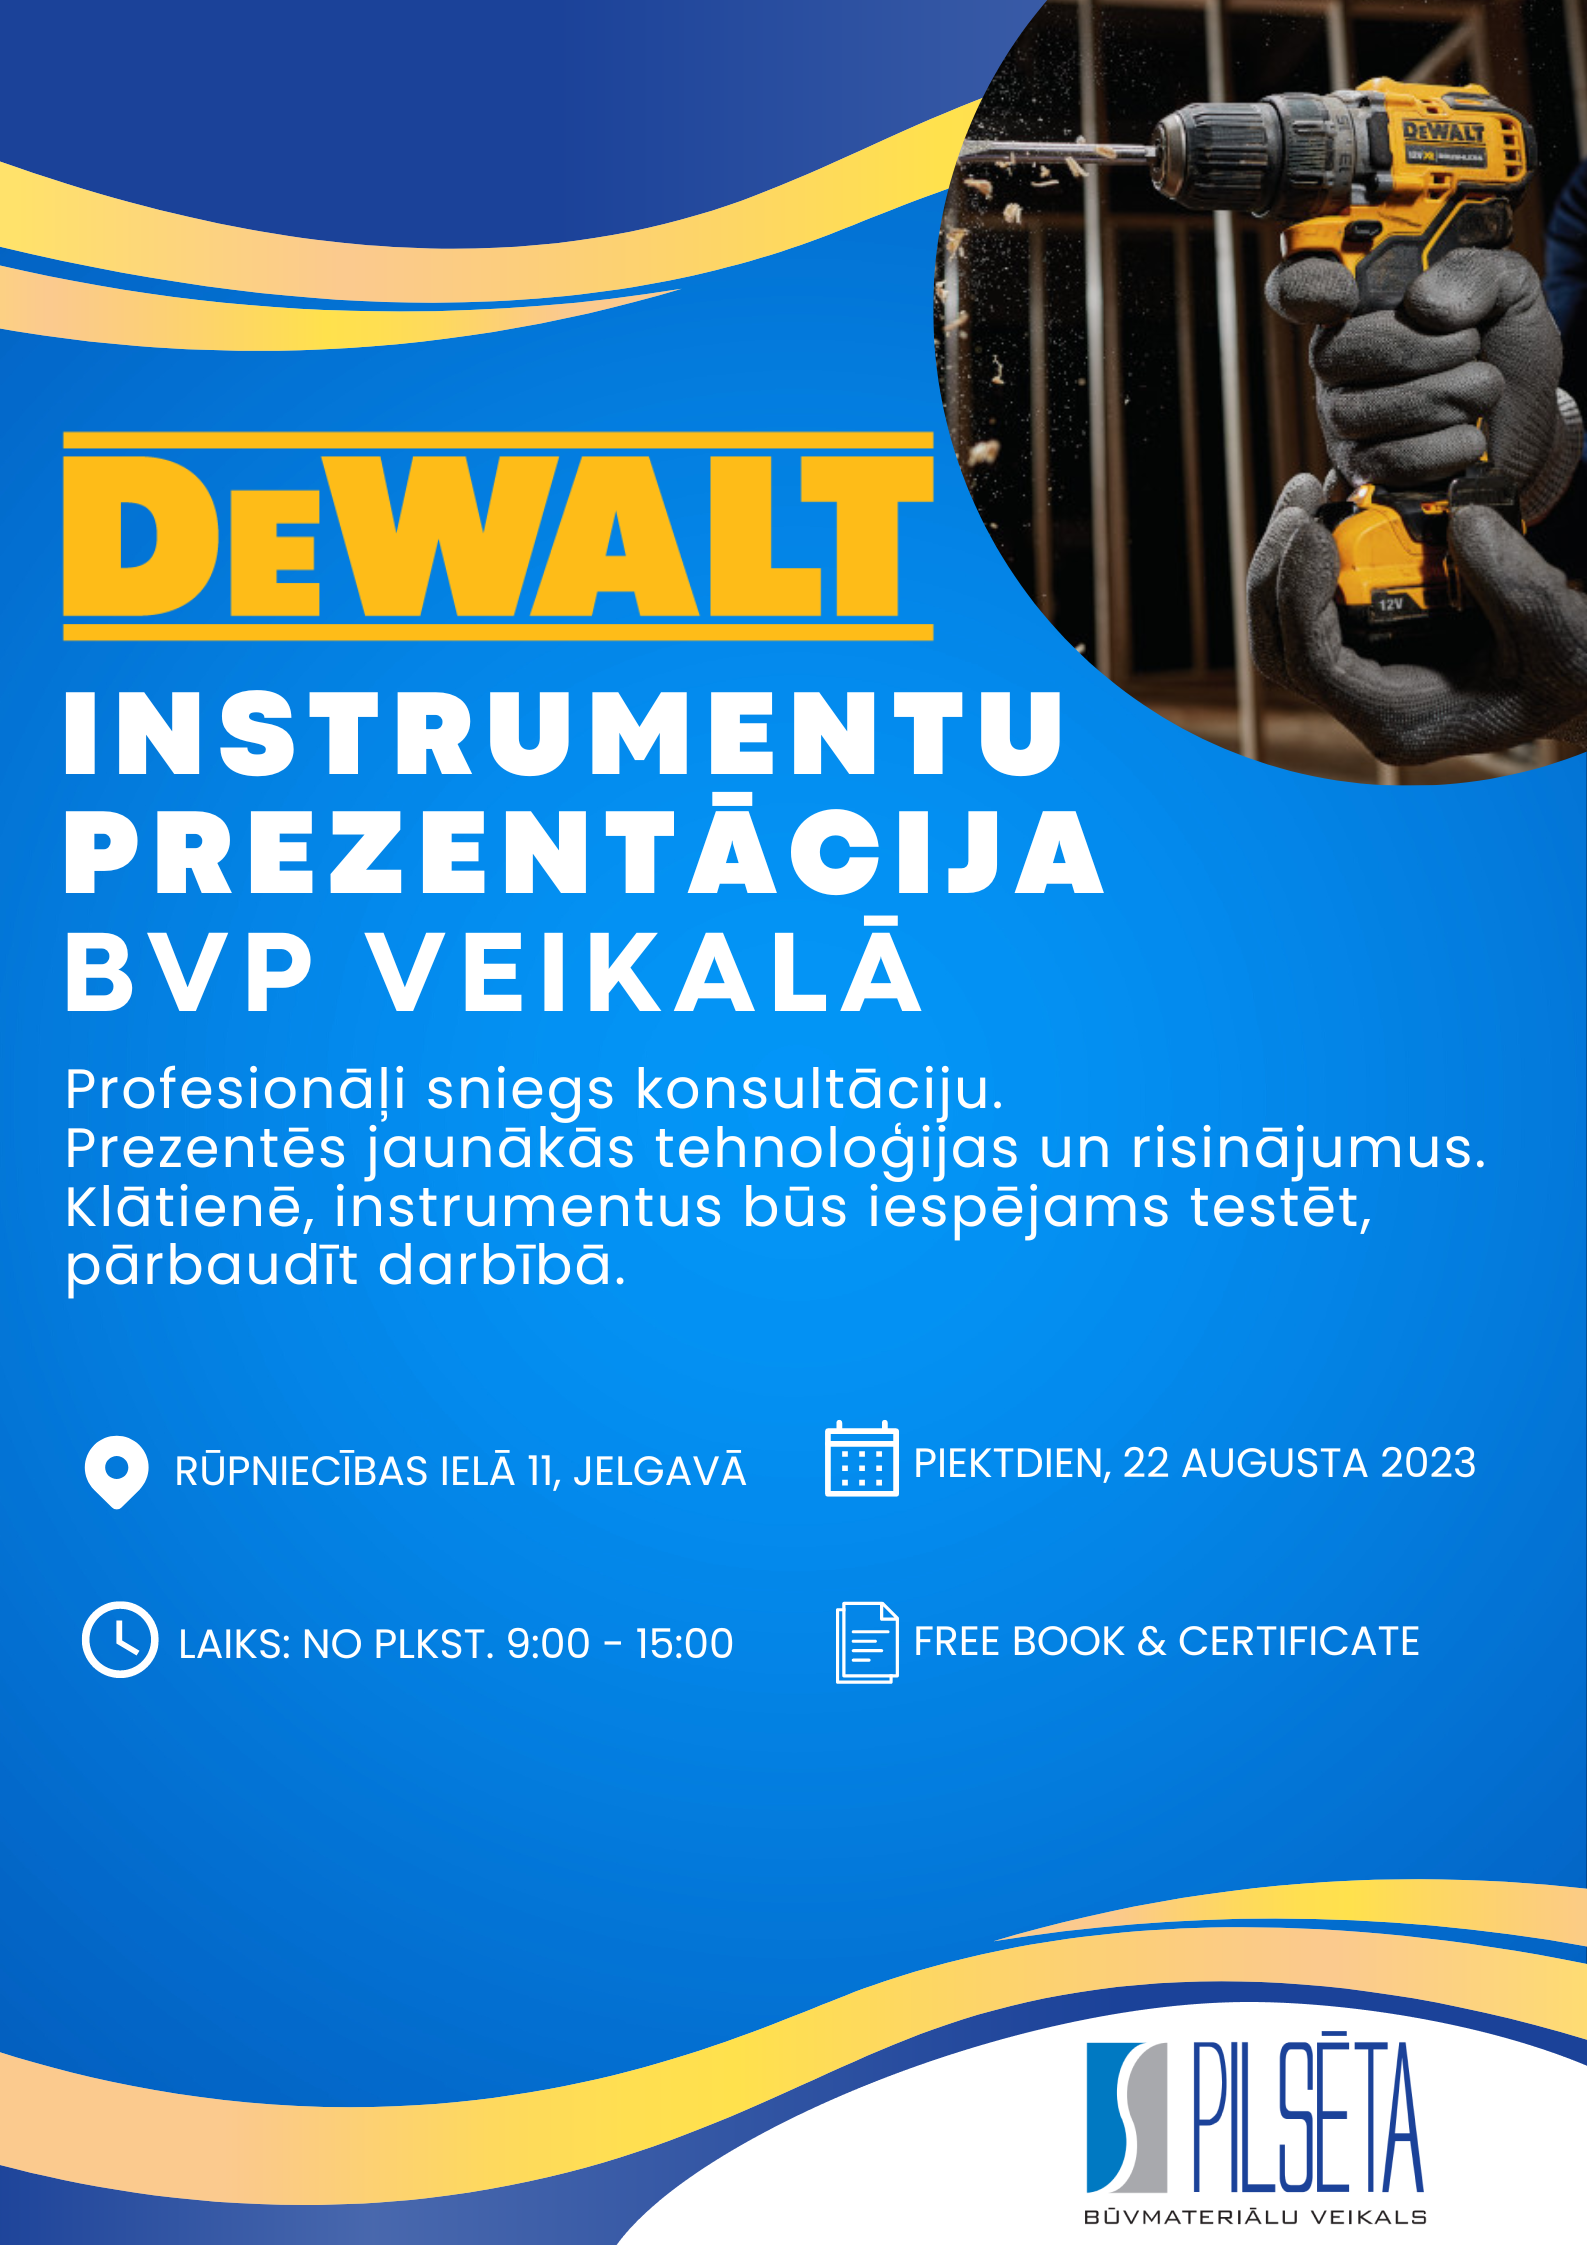 DEWALT
12V
DEWALT
INSTRUMENTU
PREZENTĀCIJA
BVP VEIKALĀ
Profesionāļi sniegs konsultāciju.
Prezentēs jaunākās tehnoloģijas un risinājumus.
Klātienē, instrumentus būs iespējams testēt,
pārbaudīt darbībā.
RŪPNIECĪBAS IELĀ 11, JELGAVĀ
PIEKTDIEN, 22 AUGUSTA 2023
LAIKS: NO PLKST. 9:00 - 15:00
FREE BOOK & CERTIFICATE
PILSĒTA
BŪVMATERIĀLU VEIKALS